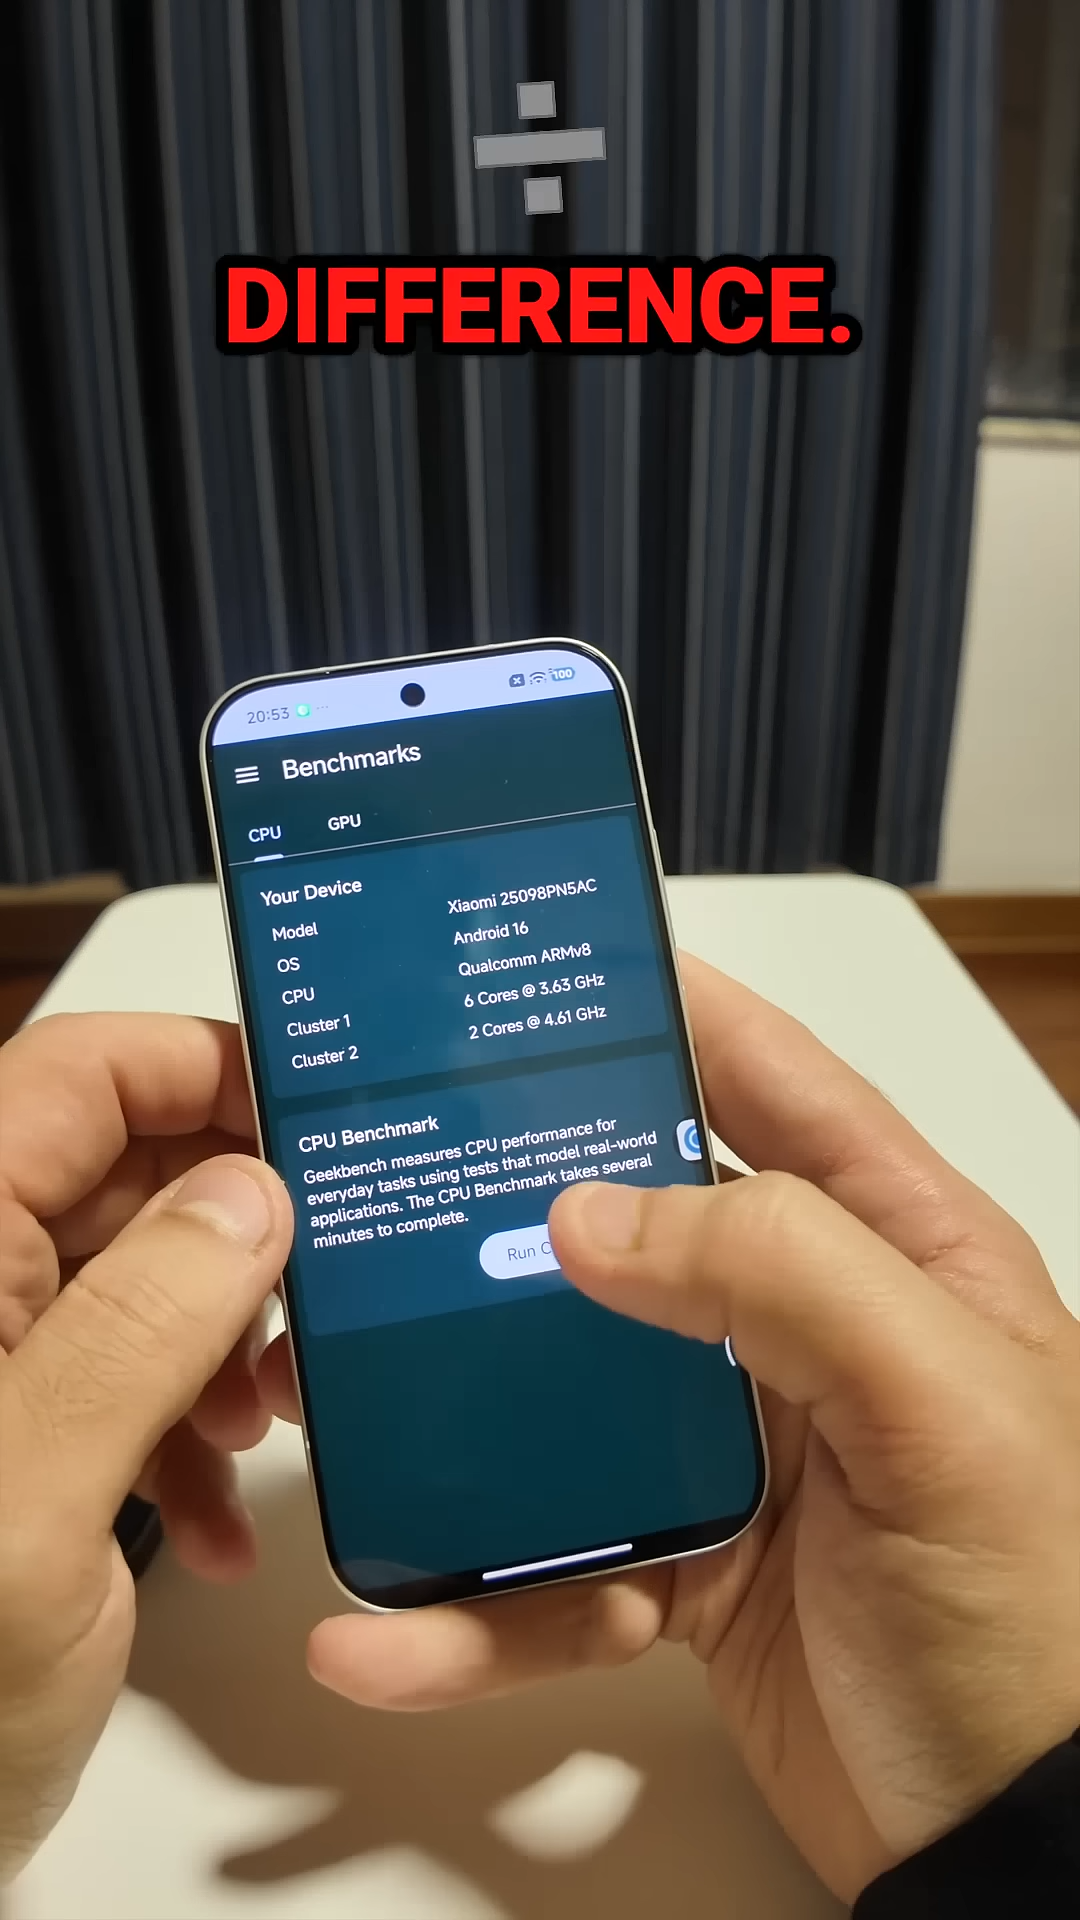 ÷
DIFFERENCE.
20:53 ... 100
Benchmarks
CPU GPU
Your Device
Model Xiaomi 25098PN5AC
OS Android 16
CPU Qualcomm ARMv8
Cluster 1 6 Cores @ 3.63 GHz
Cluster 2 2 Cores @ 4.61 GHz
CPU Benchmark
Geekbench measures CPU performance for
everyday tasks using tests that model real-world
applications. The CPU Benchmark takes several
minutes to complete.
Run C